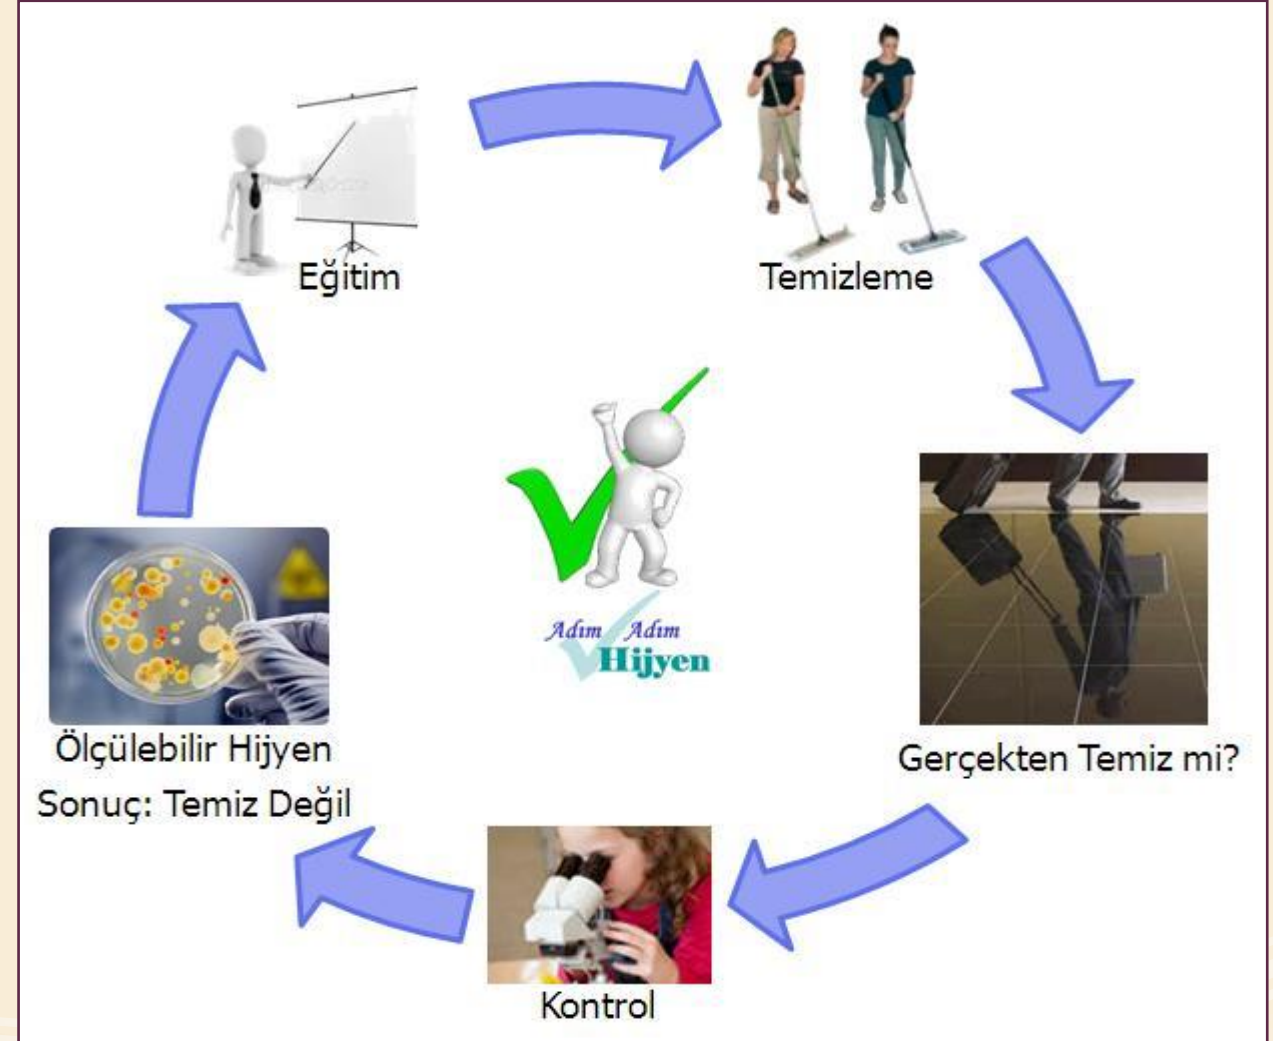 Eğitim
Temizleme
Gerçekten Temiz mi?
Kontrol
Ölçülebilir Hijyen
Sonuç: Temiz Değil
Adım Adım
Hijyen